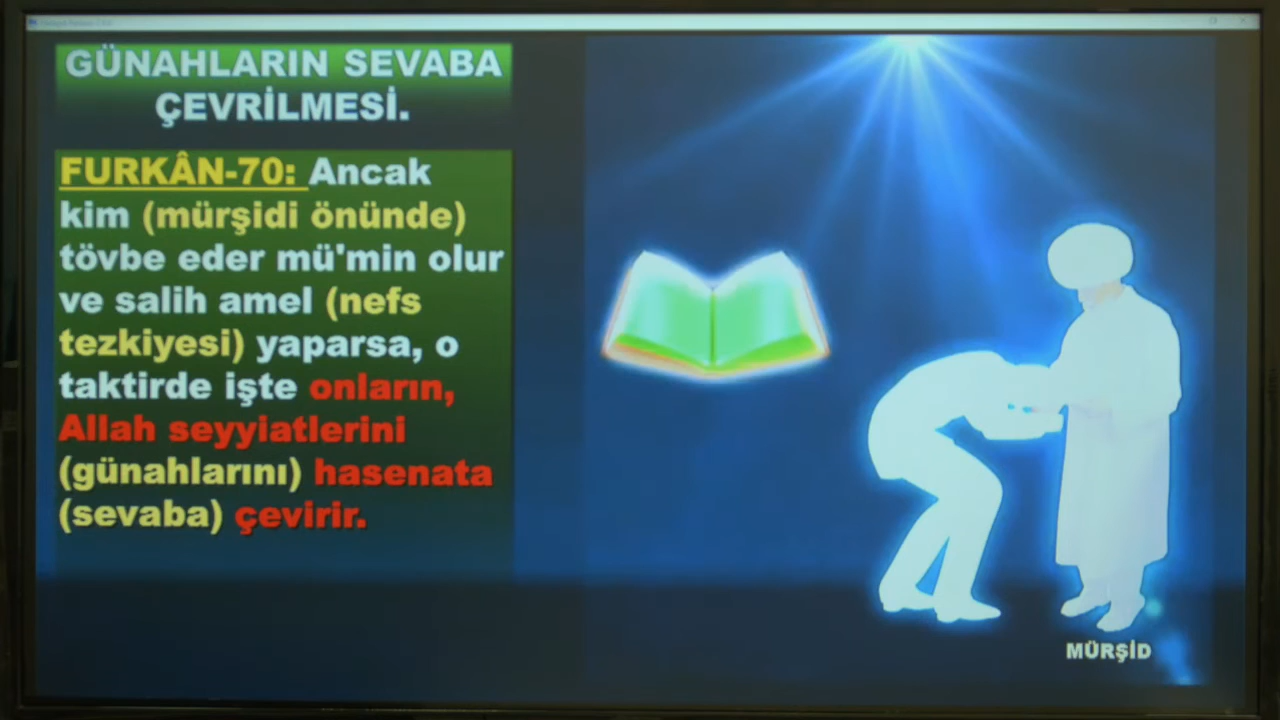 GÜNAHLARIN SEVABA
ÇEVRİLMESİ.
FURKÂN-70: Ancak
kim (mürşidi önünde)
tövbe eder mü'min olur
ve salih amel (nefs
tezkiyesi) yaparsa, o
taktirde işte onların,
Allah seyyiatlerini
(günahlarını) hasenata
(sevaba) çevirir.
MÜRŞİD